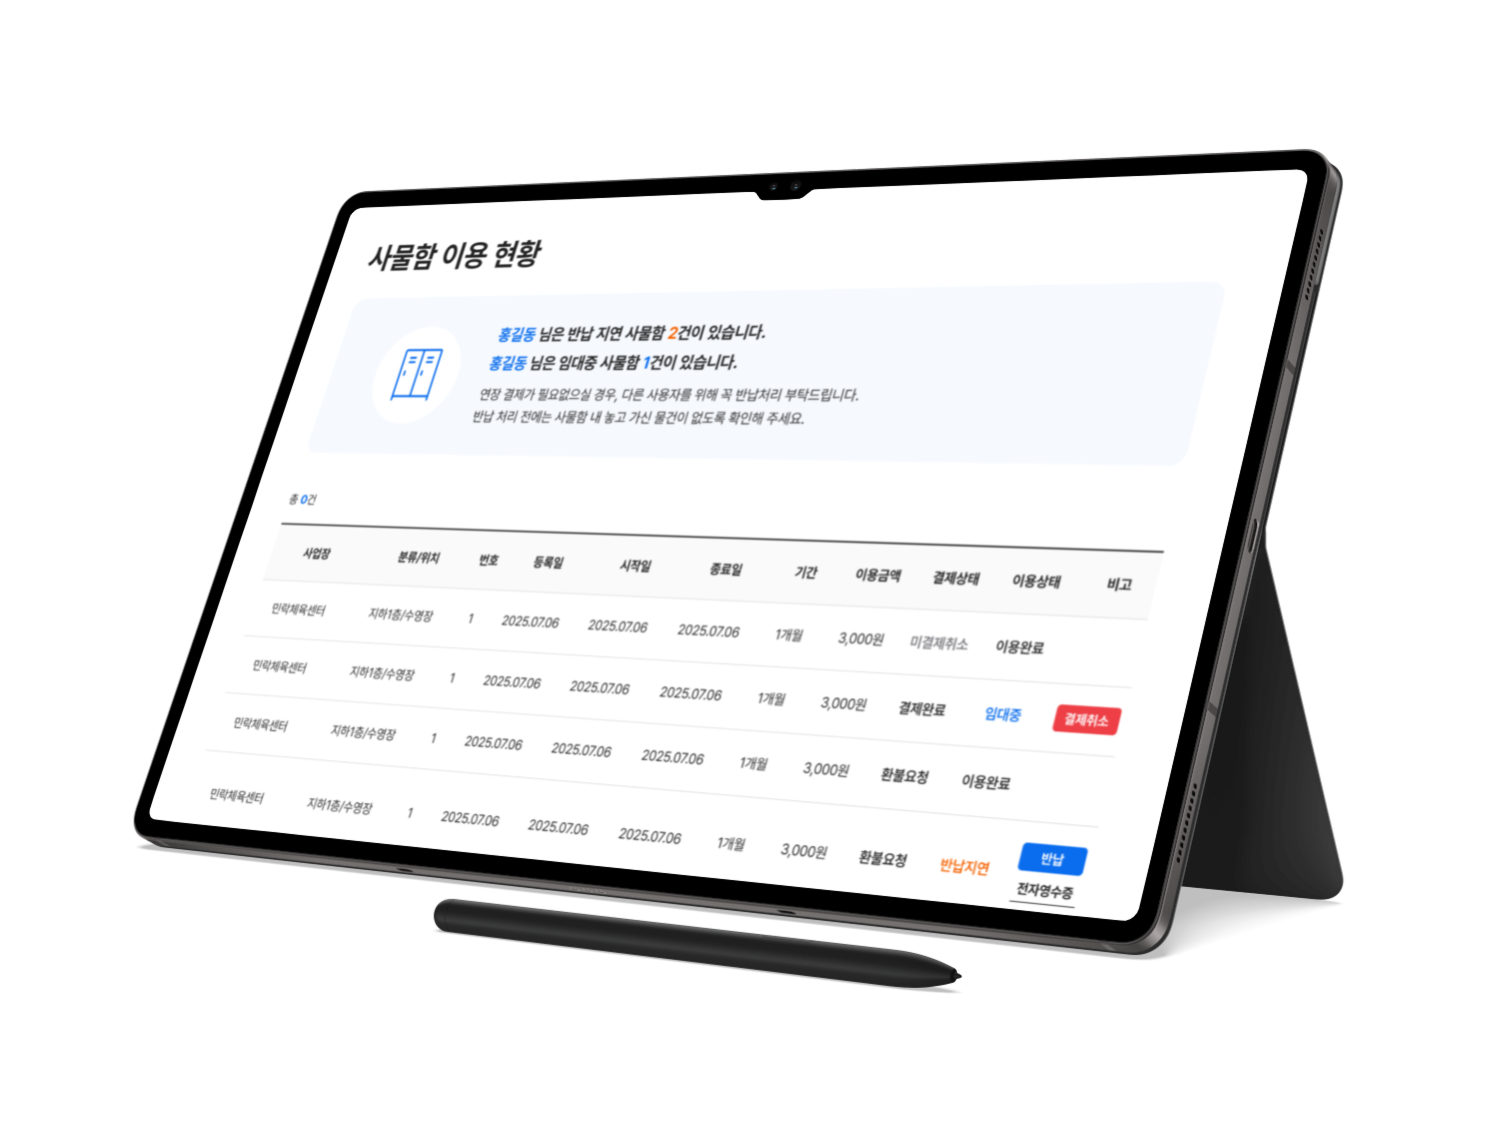 사물함 이용 현황
홍길동 님은 반납 지연 사물함 2건이 있습니다.
홍길동 님은 임대중 사물함 1건이 있습니다.
연장 결제가 필요없으실 경우, 다른 사용자를 위해 꼭 반납처리 부탁드립니다.
반납 처리 전에는 사물함 내 놓고 가신 물건이 없도록 확인해 주세요.
총 0건
사업장 분류/위치 번호 등록일 시작일 종료일 기간 이용금액 결제상태 이용상태 비고
민락체육센터 지하1층/수영장 1 2025.07.06 2025.07.06 2025.07.06 1개월 3,000원 미결제취소 이용완료
민락체육센터 지하1층/수영장 1 2025.07.06 2025.07.06 2025.07.06 1개월 3,000원 결제완료 임대중 결제취소
민락체육센터 지하1층/수영장 1 2025.07.06 2025.07.06 2025.07.06 1개월 3,000원 환불요청 이용완료
민락체육센터 지하1층/수영장 1 2025.07.06 2025.07.06 2025.07.06 1개월 3,000원 환불요청 반납지연 반납
전자영수증